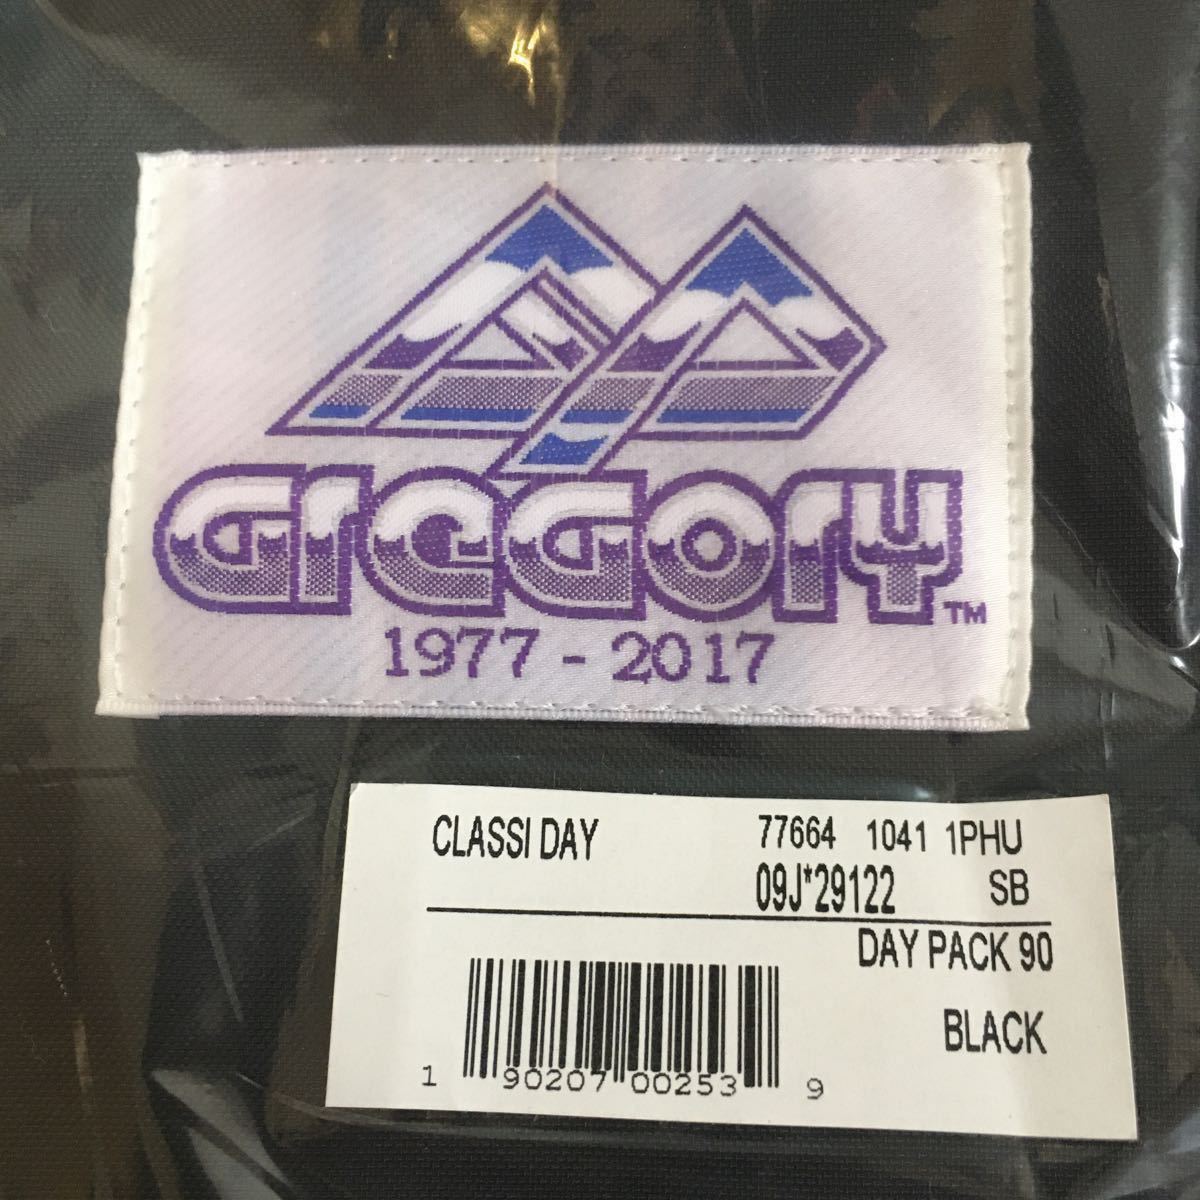 Gregory™
1977 - 2017
CLASSI DAY 77664 1041 1PHU
09J*29122 SB
DAY PACK 90
BLACK
1 90207 00253 9